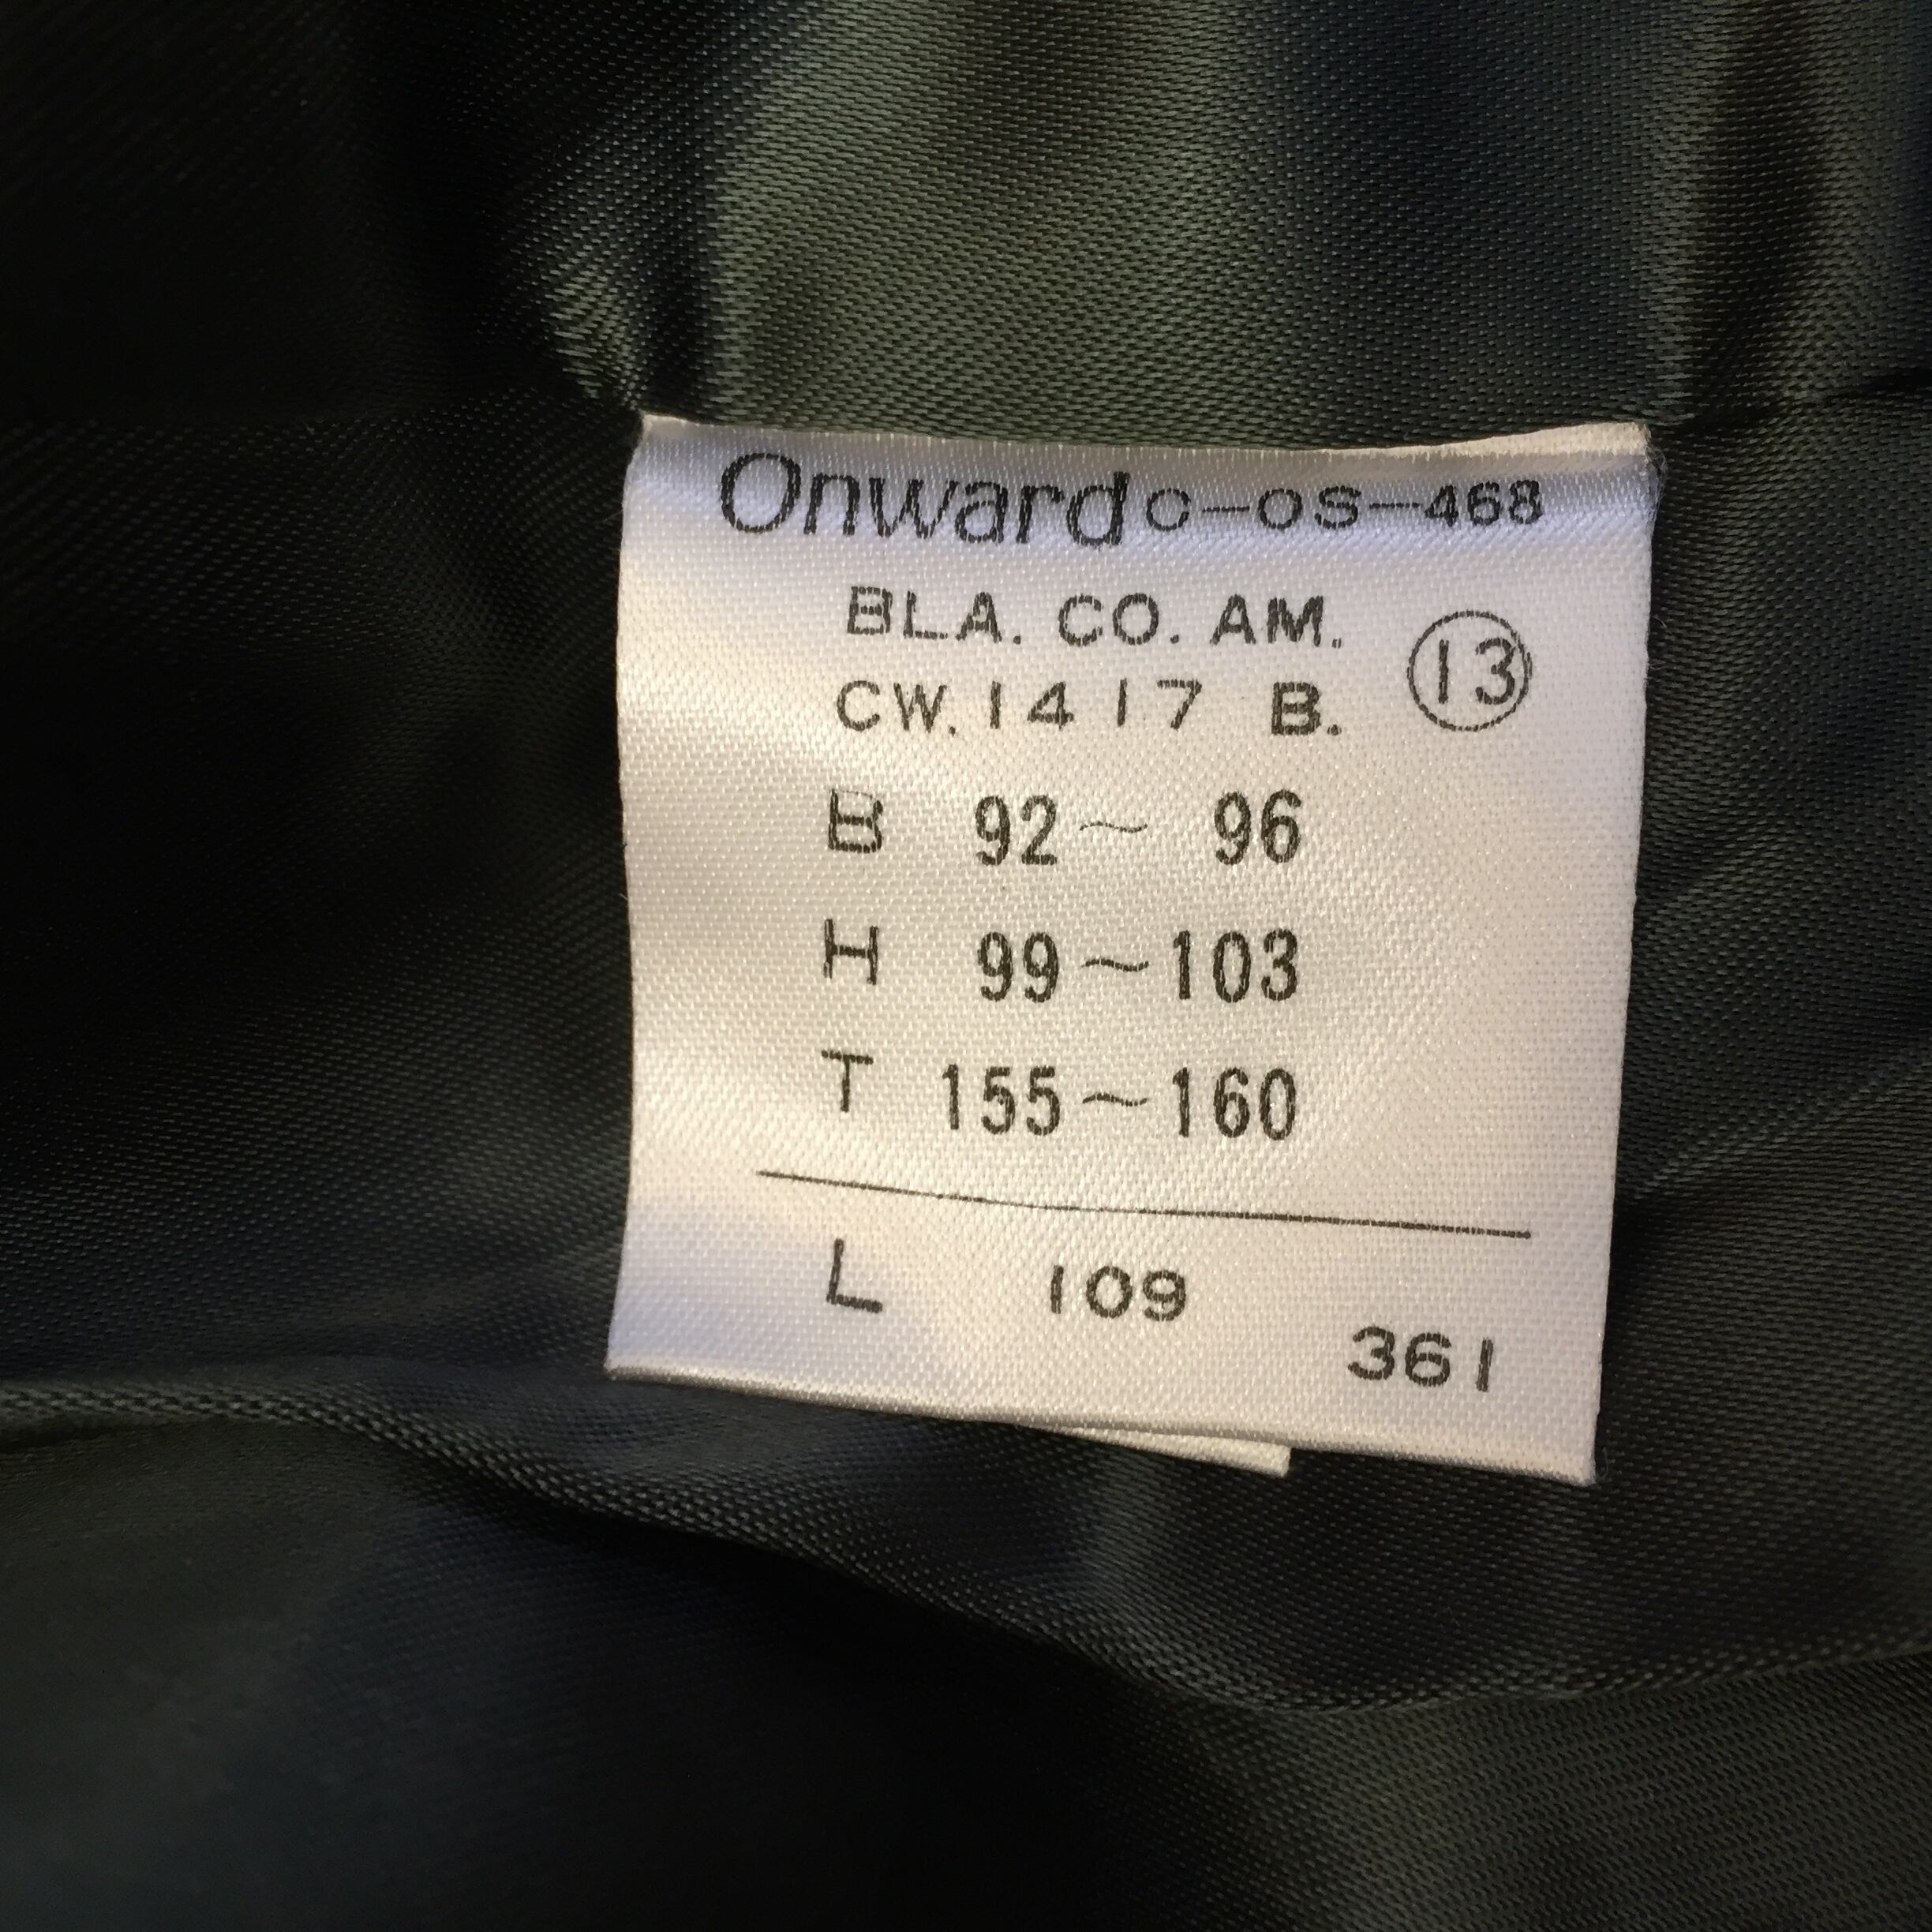 Onward C-OS-468
BLA. CO. AM.
CW. 1417 B.
13
B 92~ 96
H 99~103
T 155~160
L 109
361